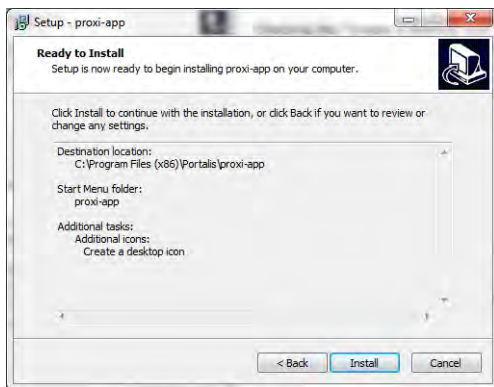 Setup - proxi-app
Ready to Install
Setup is now ready to begin installing proxi-app on your computer.
Click Install to continue with the installation, or click Back if you want to review or
change any settings.
Destination location:
C:\Program Files (x86)\Portalis\proxi-app
Start Menu folder:
proxi-app
Additional tasks:
Additional icons:
Create a desktop icon
< Back
Install
Cancel